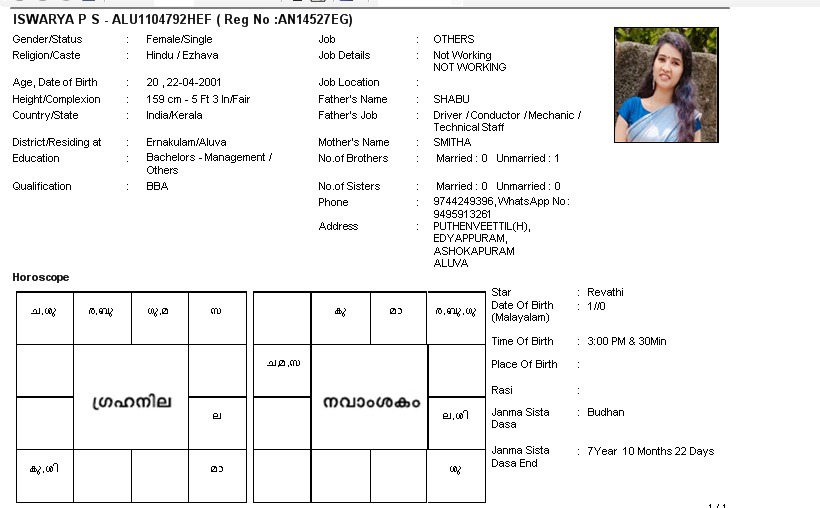 ISWARYA P S - ALU1104792HEF ( Reg No :AN14527EG)
Gender/Status : Female/Single
Religion/Caste : Hindu / Ezhava
Age, Date of Birth : 20 , 22-04-2001
Height/Complexion : 159 cm - 5 Ft 3 In/Fair
Country/State : India/Kerala
District/Residing at : Ernakulam/Aluva
Education : Bachelors - Management /
Others
Qualification : BBA
Job : OTHERS
Job Details : Not Working
NOT WORKING
Job Location :
Father's Name : SHABU
Father's Job : Driver / Conductor / Mechanic /
Technical Staff
Mother's Name : SMITHA
No.of Brothers : Married : 0 Unmarried : 1
No.of Sisters : Married : 0 Unmarried : 0
Phone : 9744249396,WhatsApp No :
9495913261
Address : PUTHENVEETTIL(H),
EDYAPPURAM,
ASHOKAPURAM
ALUVA
Horoscope
ച,ശു ര,ബു ഗു,മ സ
ഗ്രഹനില
ല
കു,ശി മാ
കു മാ ര,ബു,ഗു
ച,മ,സ
നവാംശകം
ല,ശി
ശു
Star : Revathi
Date Of Birth : 1//0
(Malayalam)
Time Of Birth : 3:00 PM & 30Min
Place Of Birth :
Rasi :
Janma Sista : Budhan
Dasa
Janma Sista : 7Year 10 Months 22 Days
Dasa End
1 / 1